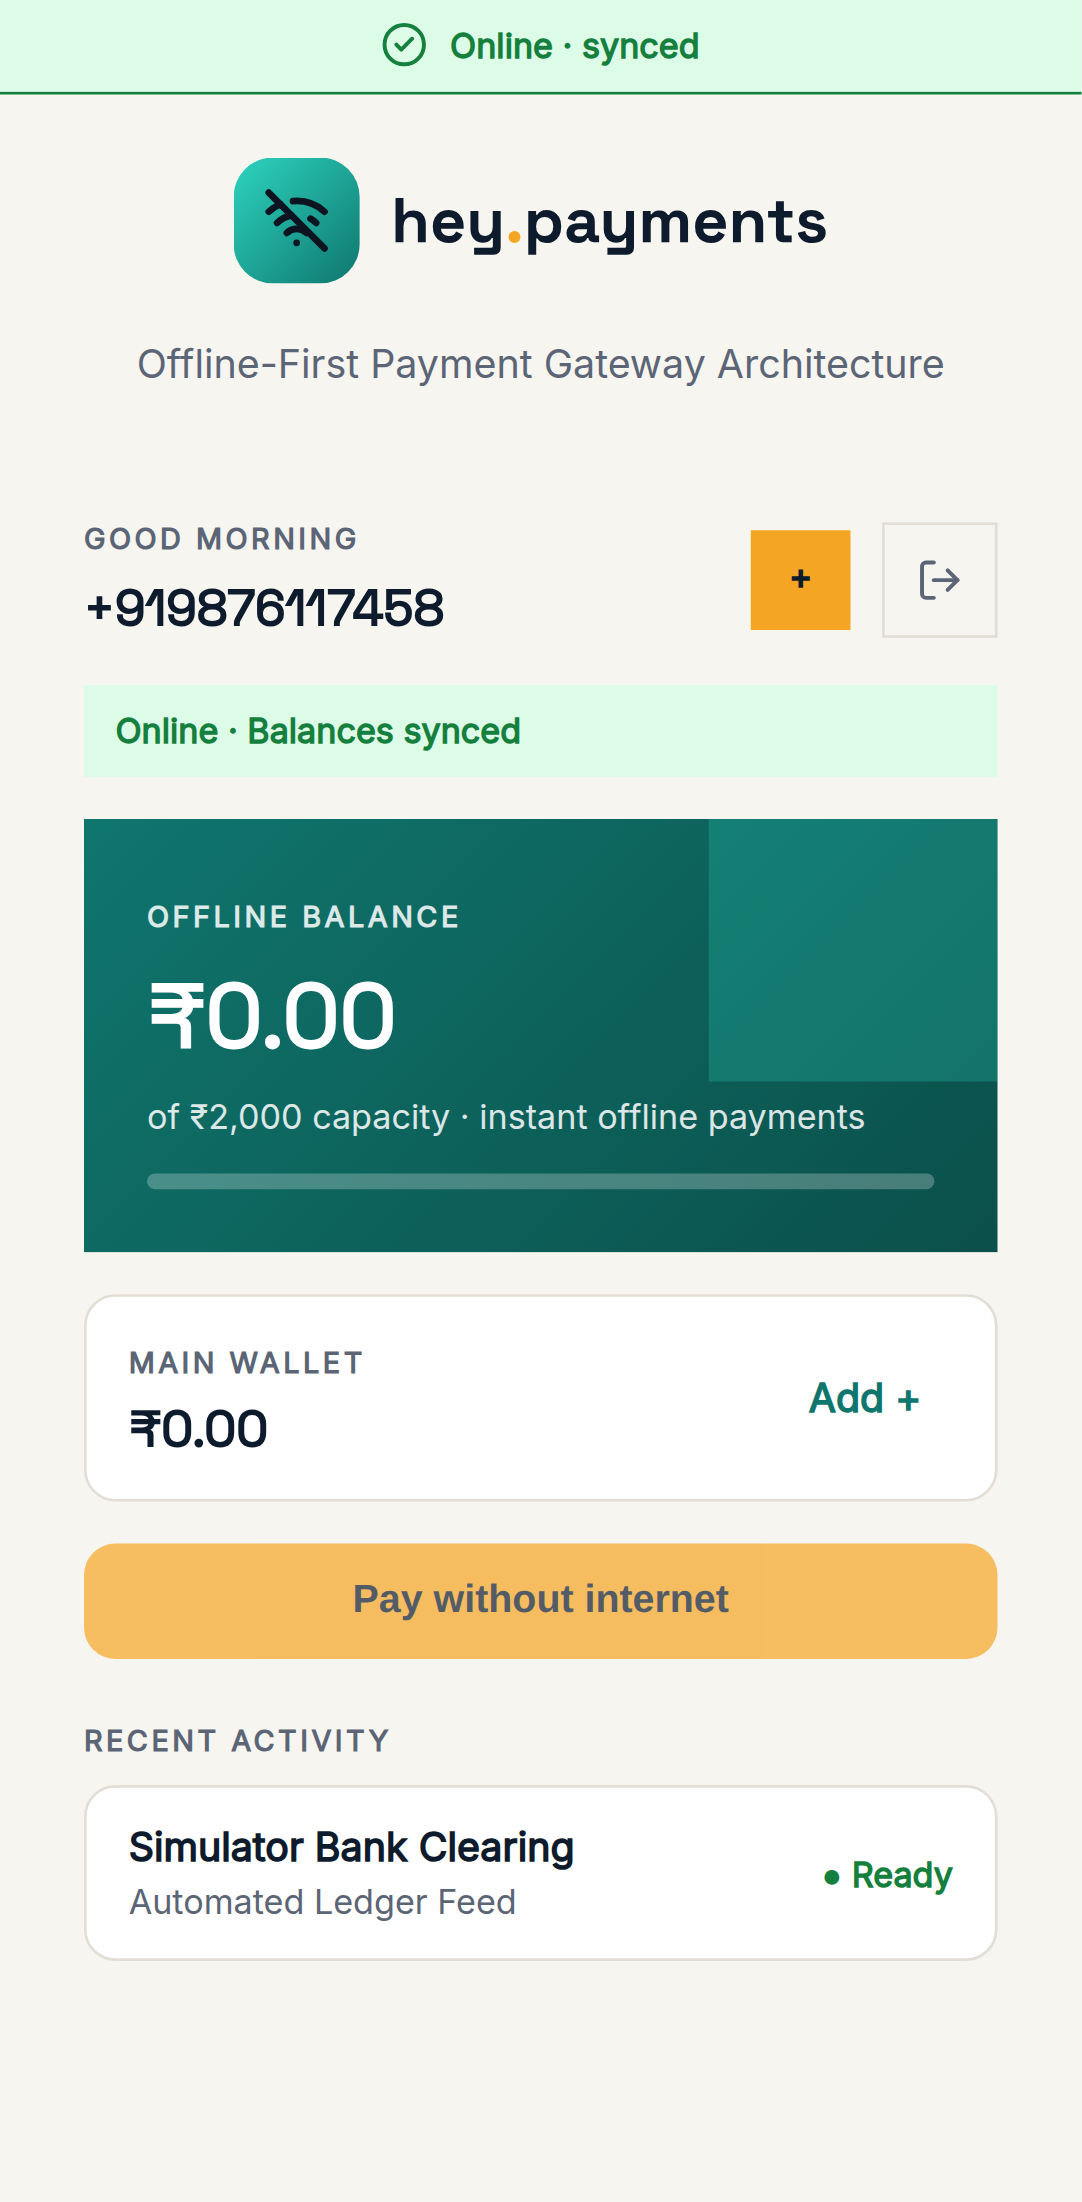 Online · synced
hey.payments
Offline-First Payment Gateway Architecture
GOOD MORNING
+919876117458
+
Online · Balances synced
OFFLINE BALANCE
₹0.00
of ₹2,000 capacity · instant offline payments
MAIN WALLET
₹0.00
Add +
Pay without internet
RECENT ACTIVITY
Simulator Bank Clearing
Automated Ledger Feed
● Ready